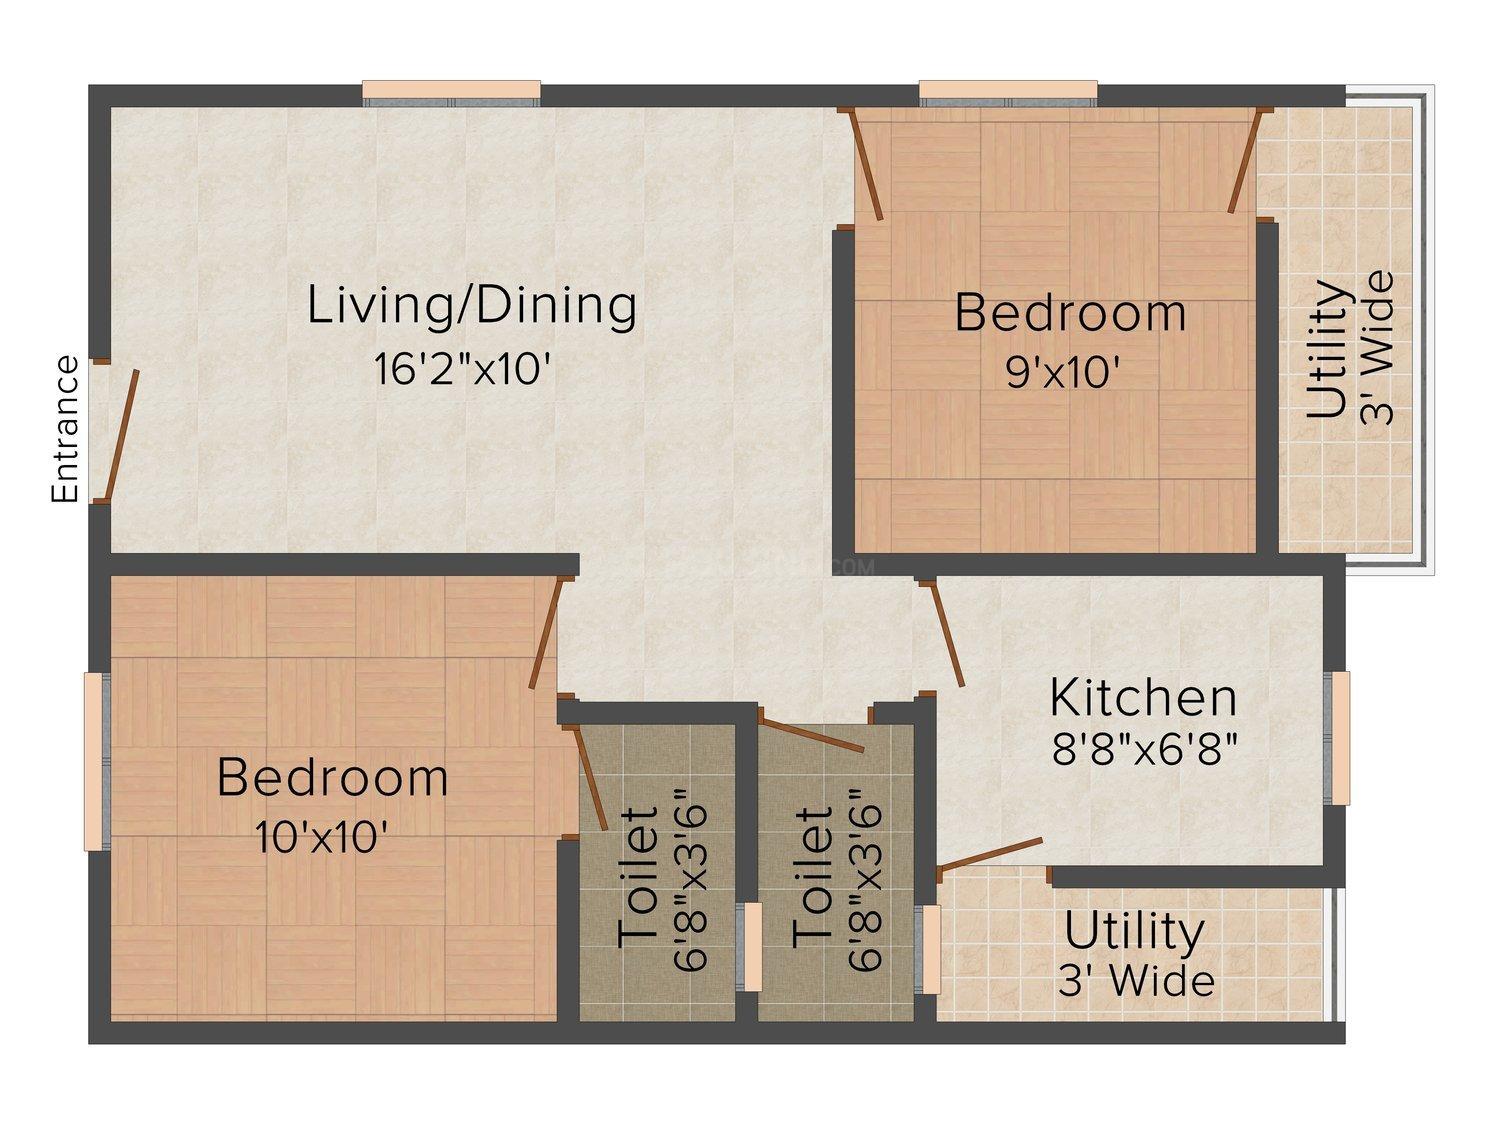 Living/Dining
16'2"x10'
Bedroom
9'x10'
Utility
3' Wide
Entrance
Bedroom
10'x10'
Toilet
6'8"x3'6"
Toilet
6'8"x3'6"
Kitchen
8'8"x6'8"
Utility
3' Wide